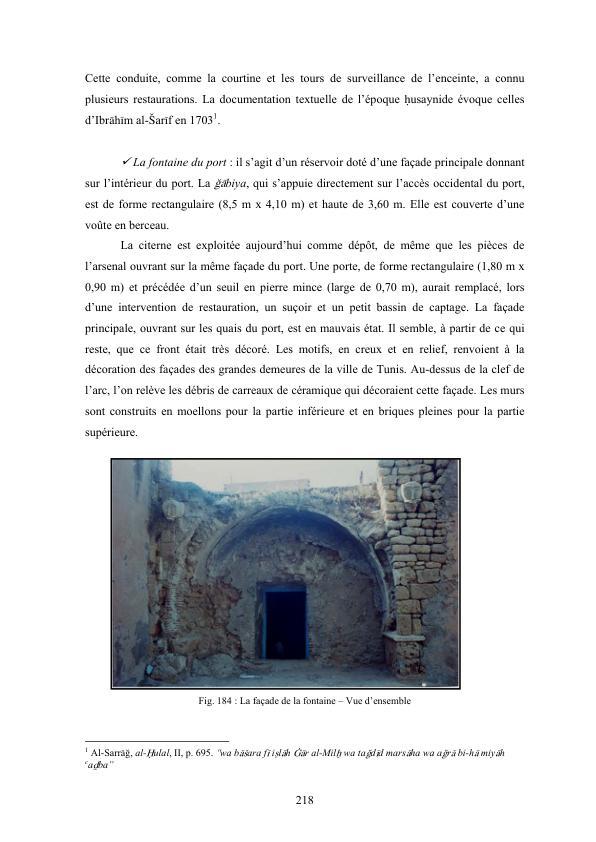 Cette conduite, comme la courtine et les tours de surveillance de l’enceinte, a connu
plusieurs restaurations. La documentation textuelle de l’époque ḥusaynide évoque celles
d’Ibrāhīm al-Šarīf en 1703¹.
✓ La fontaine du port : il s’agit d’un réservoir doté d’une façade principale donnant
sur l’intérieur du port. La ğābiya, qui s’appuie directement sur l’accès occidental du port,
est de forme rectangulaire (8,5 m x 4,10 m) et haute de 3,60 m. Elle est couverte d’une
voûte en berceau.
La citerne est exploitée aujourd’hui comme dépôt, de même que les pièces de
l’arsenal ouvrant sur la même façade du port. Une porte, de forme rectangulaire (1,80 m x
0,90 m) et précédée d’un seuil en pierre mince (large de 0,70 m), aurait remplacé, lors
d’une intervention de restauration, un suçoir et un petit bassin de captage. La façade
principale, ouvrant sur les quais du port, est en mauvais état. Il semble, à partir de ce qui
reste, que ce front était très décoré. Les motifs, en creux et en relief, renvoient à la
décoration des façades des grandes demeures de la ville de Tunis. Au-dessus de la clef de
l’arc, l’on relève les débris de carreaux de céramique qui décoraient cette façade. Les murs
sont construits en moellons pour la partie inférieure et en briques pleines pour la partie
supérieure.
Fig. 184 : La façade de la fontaine – Vue d’ensemble
¹ Al-Sarrāğ, al-Ḥulal, II, p. 695. "wa bāšara fī iṣlāḥ Ġār al-Milḥ wa tağdīd marsāha wa ağrā bi-hā miyāh
ᶜaḏba"
218